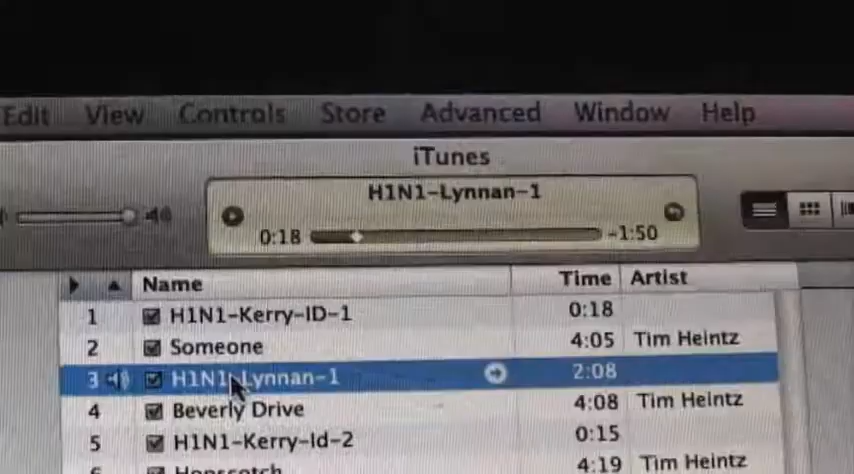 Edit View Controls Store Advanced Window Help
iTunes
H1N1-Lynnan-1
0:18 -1:50
Name Time Artist
1 H1N1-Kerry-ID-1 0:18
2 Someone 4:05 Tim Heintz
3 H1N1-Lynnan-1 2:08
4 Beverly Drive 4:08 Tim Heintz
5 H1N1-Kerry-Id-2 0:15
6 Hopscotch 4:19 Tim Heintz